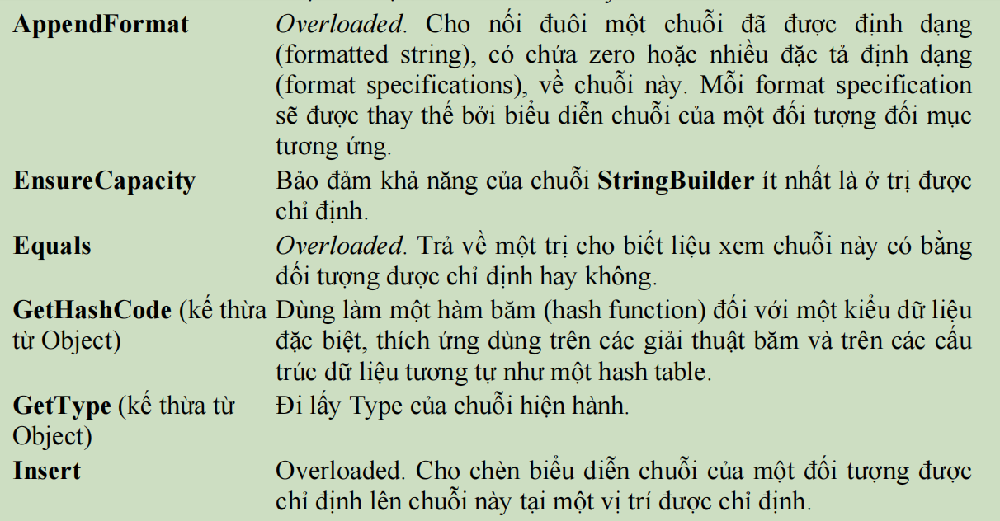 AppendFormat Overloaded. Cho nối đuôi một chuỗi đã được định dạng
(formatted string), có chứa zero hoặc nhiều đặc tả định dạng
(format specifications), về chuỗi này. Mỗi format specification
sẽ được thay thế bởi biểu diễn chuỗi của một đối tượng đối mục
tương ứng.
EnsureCapacity Bảo đảm khả năng của chuỗi StringBuilder ít nhất là ở trị được
chỉ định.
Equals Overloaded. Trả về một trị cho biết liệu xem chuỗi này có bằng
đối tượng được chỉ định hay không.
GetHashCode (kế thừa Dùng làm một hàm băm (hash function) đối với một kiểu dữ liệu
từ Object) đặc biệt, thích ứng dùng trên các giải thuật băm và trên các cấu
trúc dữ liệu tương tự như một hash table.
GetType (kế thừa từ Đi lấy Type của chuỗi hiện hành.
Object)
Insert Overloaded. Cho chèn biểu diễn chuỗi của một đối tượng được
chỉ định lên chuỗi này tại một vị trí được chỉ định.